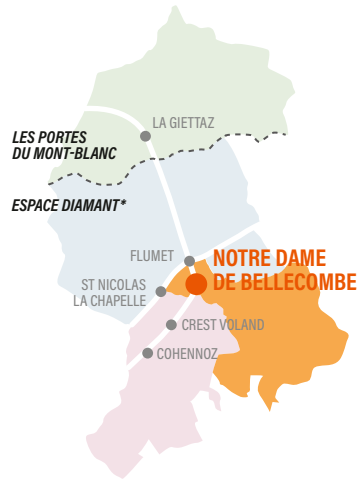 LA GIETTAZ
LES PORTES
DU MONT-BLANC
ESPACE DIAMANT*
FLUMET
NOTRE DAME
DE BELLECOMBE
ST NICOLAS
LA CHAPELLE
CREST VOLAND
COHENNOZ